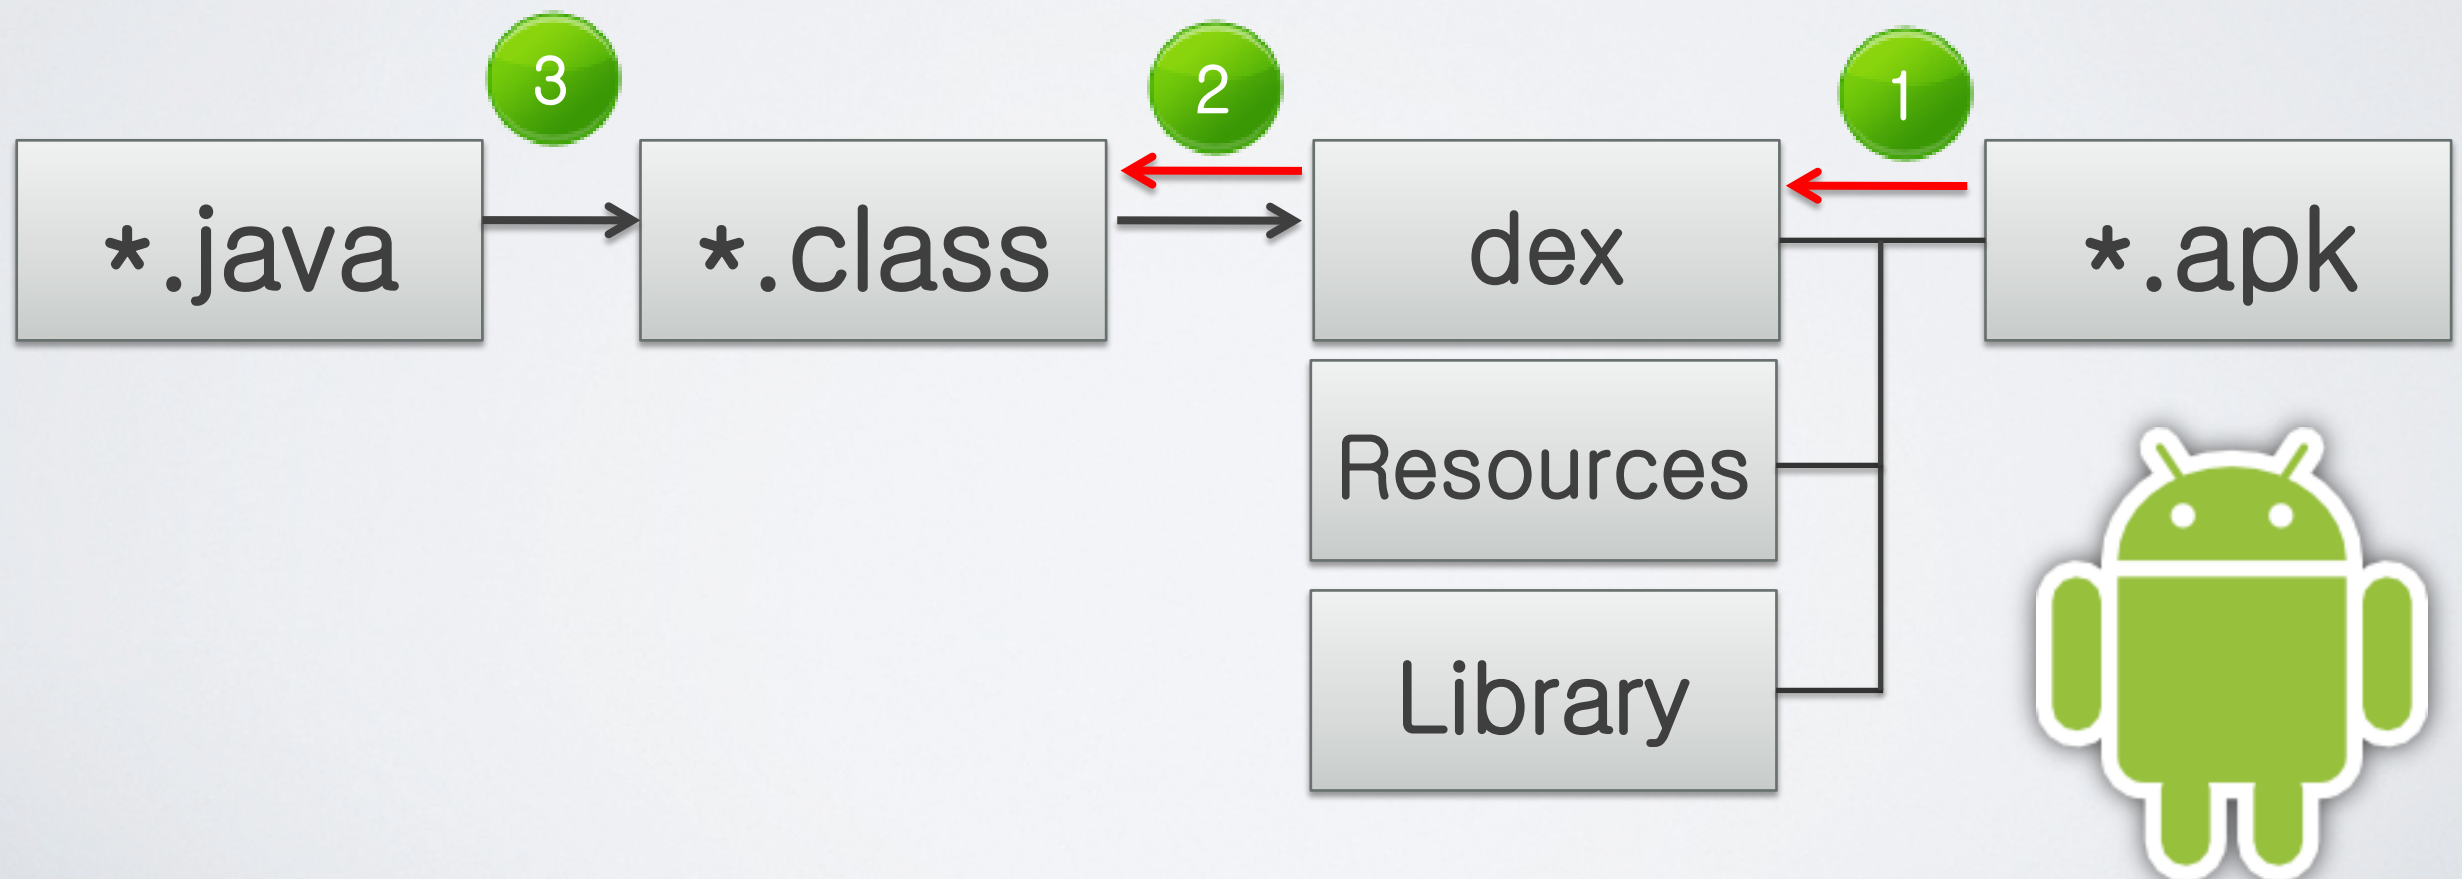 3
2
1
*.java
*.class
dex
*.apk
Resources
Library